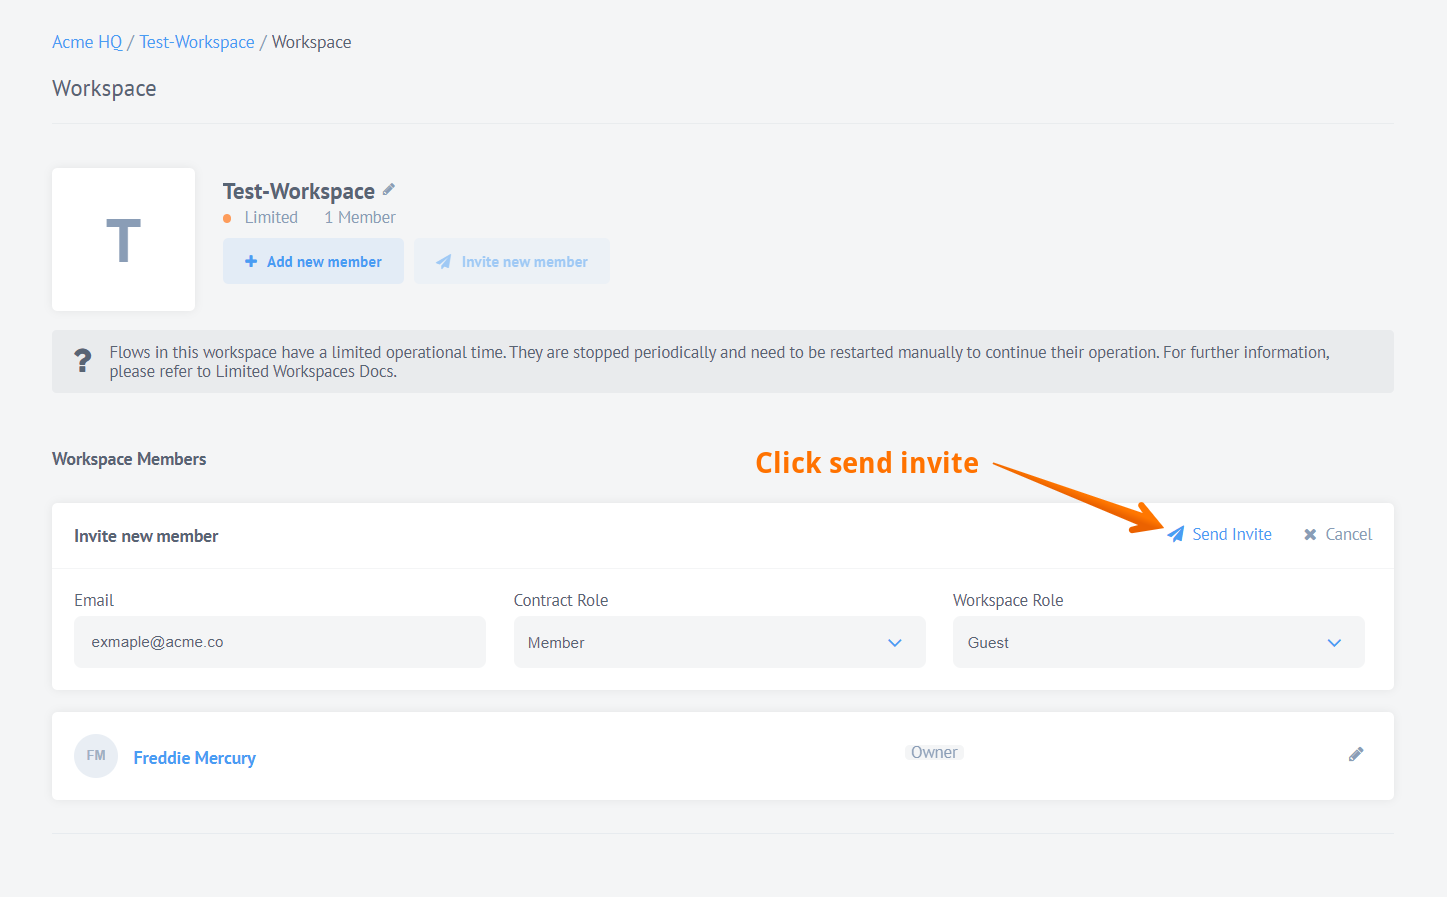 Acme HQ / Test-Workspace / Workspace
Workspace
T
Test-Workspace
Limited 1 Member
Add new member Invite new member
? Flows in this workspace have a limited operational time. They are stopped periodically and need to be restarted manually to continue their operation. For further information,
please refer to Limited Workspaces Docs.
Workspace Members
Click send invite
Invite new member
Send Invite Cancel
Email Contract Role Workspace Role
exmaple@acme.co Member Guest
FM Freddie Mercury Owner